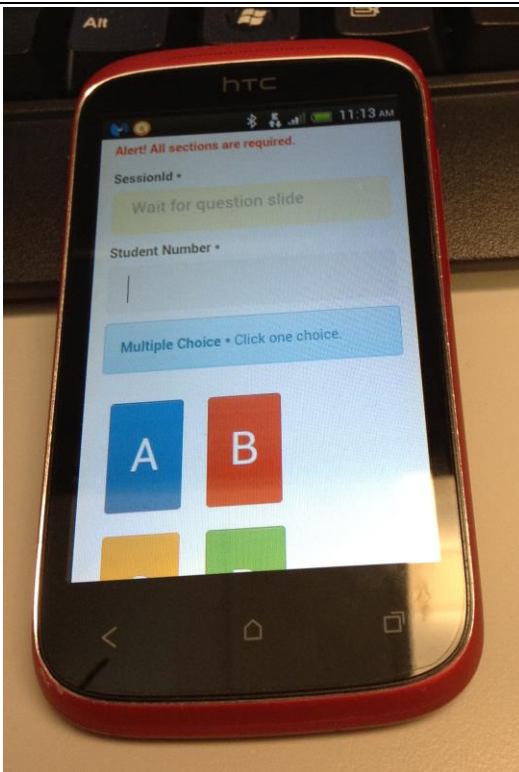 Alt
hTC
11:13 AM
Alert! All sections are required.
SessionId •
Wait for question slide
Student Number •
Multiple Choice • Click one choice.
A B